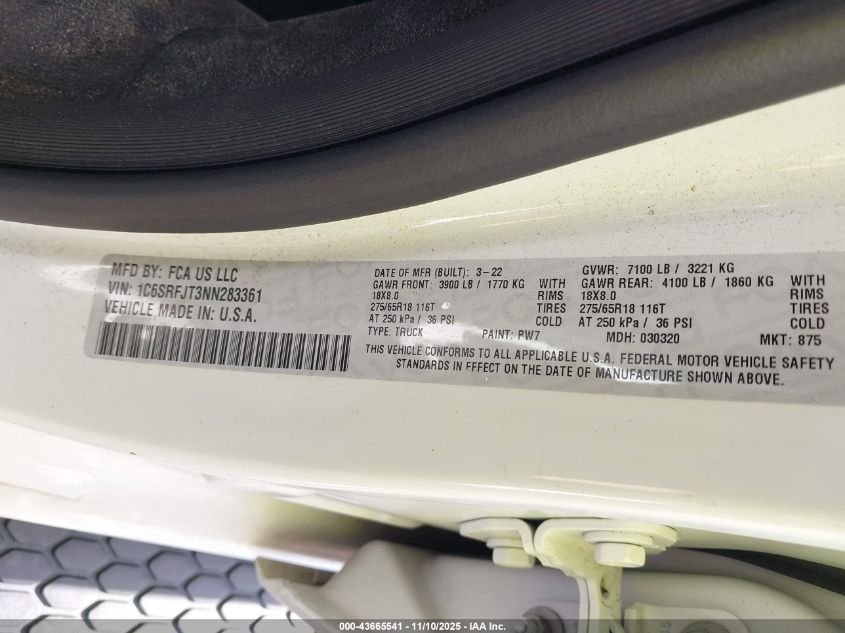 MFD BY: FCA US LLC
VIN: 1C6SRFJT3NN283361
VEHICLE MADE IN: U.S.A.
DATE OF MFR (BUILT): 3-22
GAWR FRONT: 3900 LB / 1770 KG WITH
18X8.0 RIMS
275/65R18 116T TIRES
AT 250 kPa / 36 PSI COLD
TYPE: TRUCK PAINT: PW7
GVWR: 7100 LB / 3221 KG
GAWR REAR: 4100 LB / 1860 KG WITH
18X8.0 RIMS
275/65R18 116T TIRES
AT 250 kPa / 36 PSI COLD
MDH: 030320 MKT: 875
THIS VEHICLE CONFORMS TO ALL APPLICABLE U.S.A. FEDERAL MOTOR VEHICLE SAFETY
STANDARDS IN EFFECT ON THE DATE OF MANUFACTURE SHOWN ABOVE.
000-43665541 - 11/10/2025 - IAA Inc.